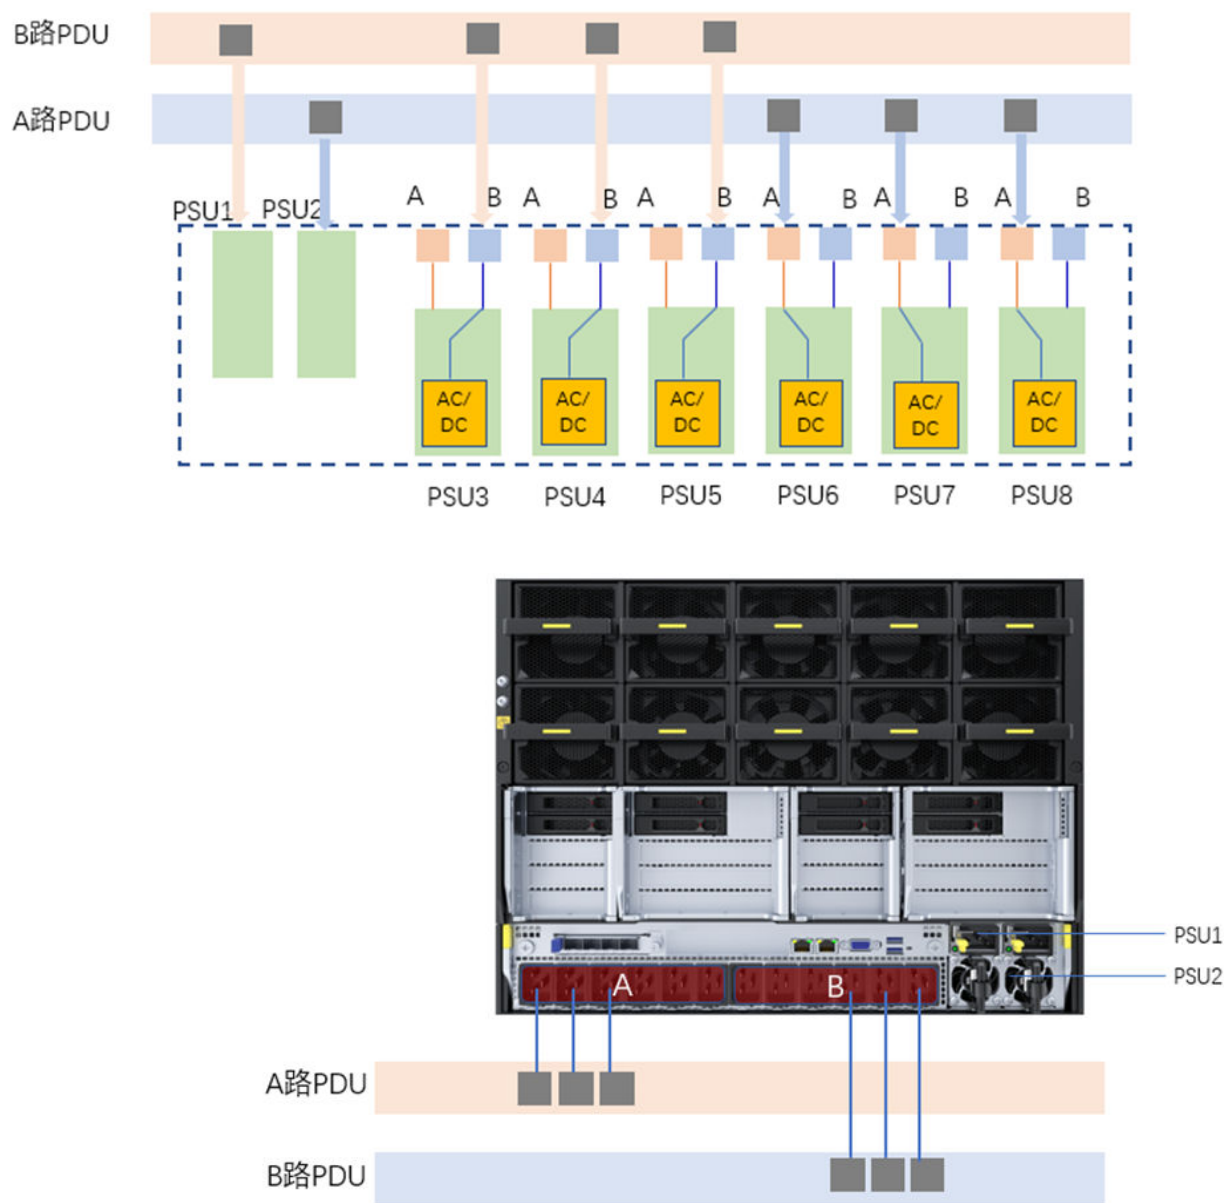 B路PDU
A路PDU
PSU1 PSU2 A B A B A B A B A B A B
AC/ AC/ AC/ AC/ AC/ AC/
DC DC DC DC DC DC
PSU3 PSU4 PSU5 PSU6 PSU7 PSU8
PSU1
A B PSU2
A路PDU
B路PDU